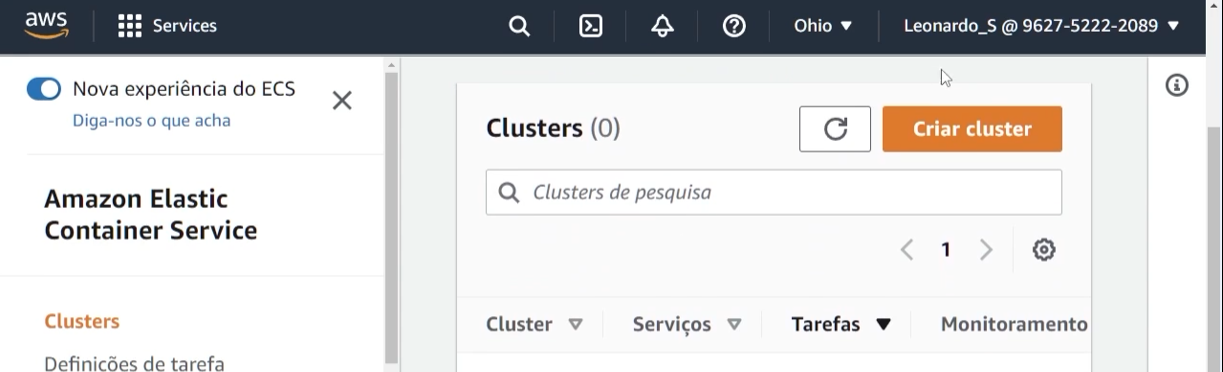 aws
Services
Ohio
Leonardo_S @ 9627-5222-2089
Nova experiência do ECS
Diga-nos o que acha
Amazon Elastic
Container Service
Clusters
Definições de tarefa
Clusters (0)
Criar cluster
Clusters de pesquisa
1
Cluster
Serviços
Tarefas
Monitoramento